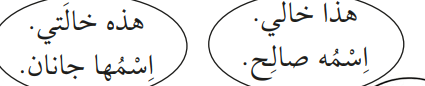 هذا خالي.
اِسْمُه صالِح.
هذه خالَتي.
اِسْمُها جانان.